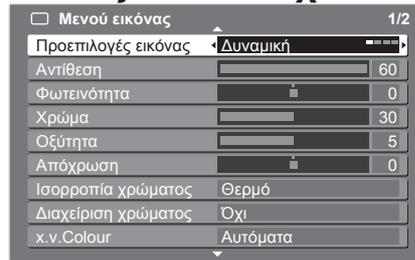 Μενού εικόνας 1/2
Προεπιλογές εικόνας Δυναμική
Αντίθεση 60
Φωτεινότητα 0
Χρώμα 30
Οξύτητα 5
Απόχρωση 0
Ισορροπία χρώματος Θερμό
Διαχείριση χρώματος Όχι
x.v.Colour Αυτόματα